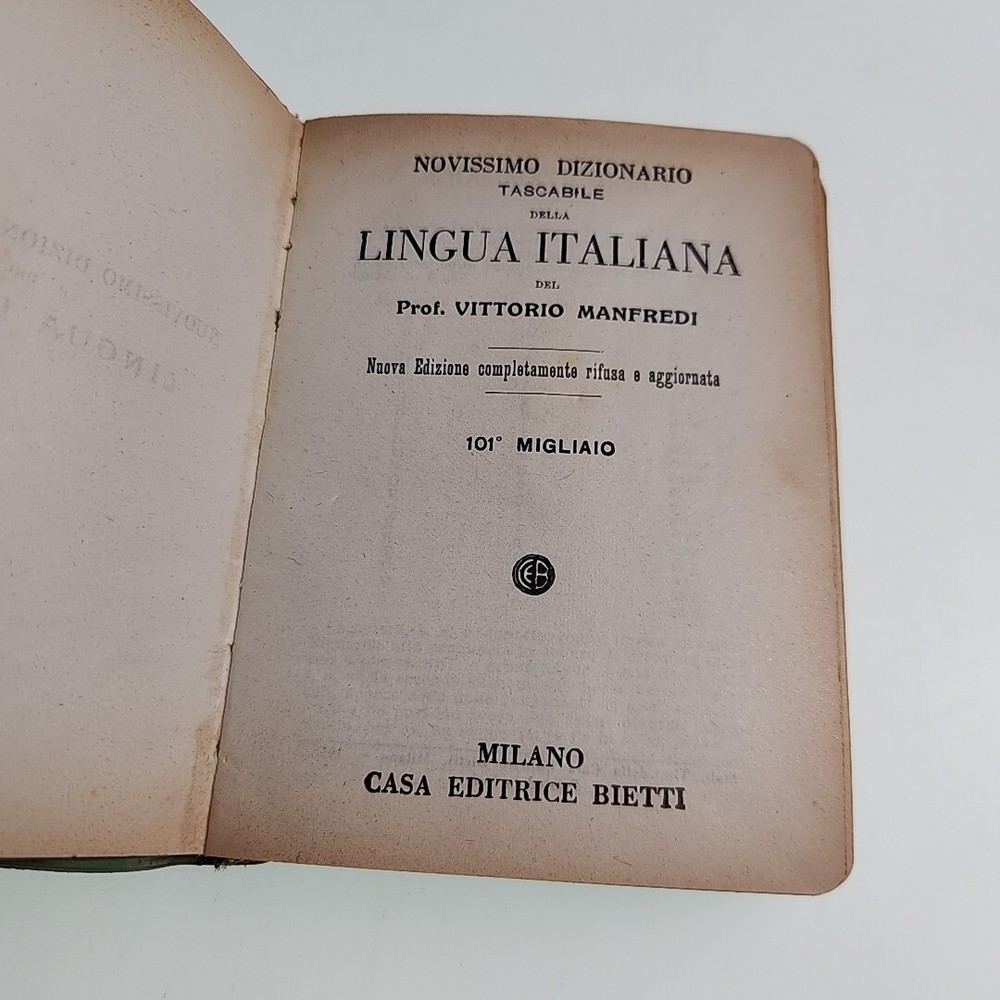 NOVISSIMO DIZIONARIO
TASCABILE
DELLA
LINGUA ITALIANA
DEL
Prof. VITTORIO MANFREDI
Nuova Edizione completamente rifusa e aggiornata
101° MIGLIAIO
CEB
MILANO
CASA EDITRICE BIETTI